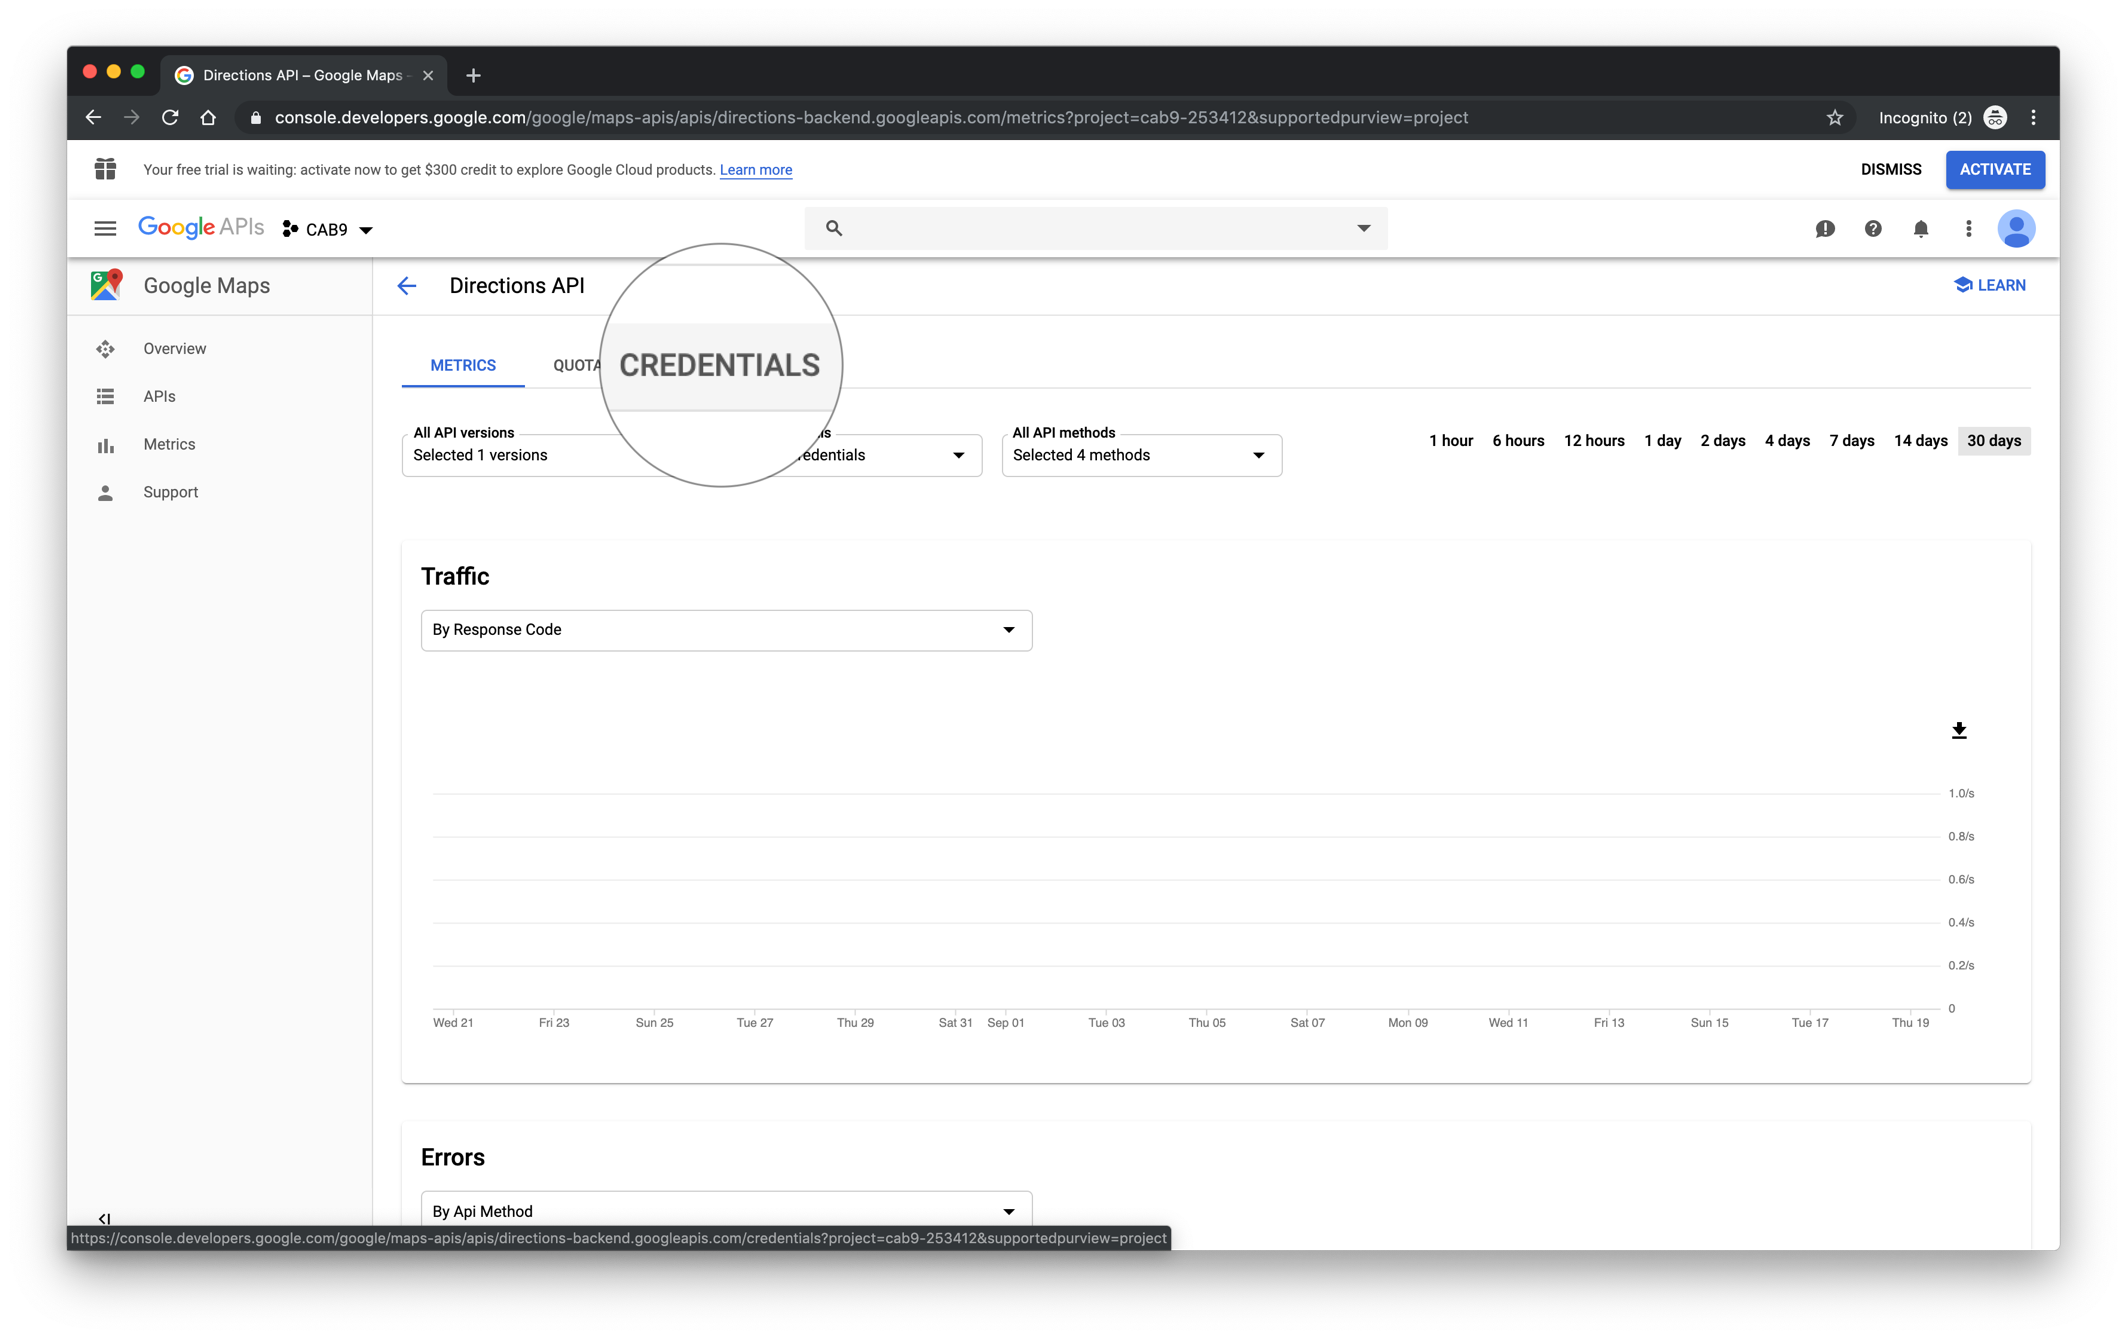 Directions API – Google Maps -
console.developers.google.com/google/maps-apis/apis/directions-backend.googleapis.com/metrics?project=cab9-253412&supportedpurview=project
Incognito (2)
Your free trial is waiting: activate now to get $300 credit to explore Google Cloud products. Learn more
DISMISS
ACTIVATE
Google APIs
CAB9
Google Maps
Directions API
LEARN
Overview
APIs
Metrics
Support
METRICS
QUOTA
CREDENTIALS
All API versions
Selected 1 versions
ls
redentials
All API methods
Selected 4 methods
1 hour 6 hours 12 hours 1 day 2 days 4 days 7 days 14 days 30 days
Traffic
By Response Code
1.0/s
0.8/s
0.6/s
0.4/s
0.2/s
0
Wed 21 Fri 23 Sun 25 Tue 27 Thu 29 Sat 31 Sep 01 Tue 03 Thu 05 Sat 07 Mon 09 Wed 11 Fri 13 Sun 15 Tue 17 Thu 19
Errors
By Api Method
https://console.developers.google.com/google/maps-apis/apis/directions-backend.googleapis.com/credentials?project=cab9-253412&supportedpurview=project